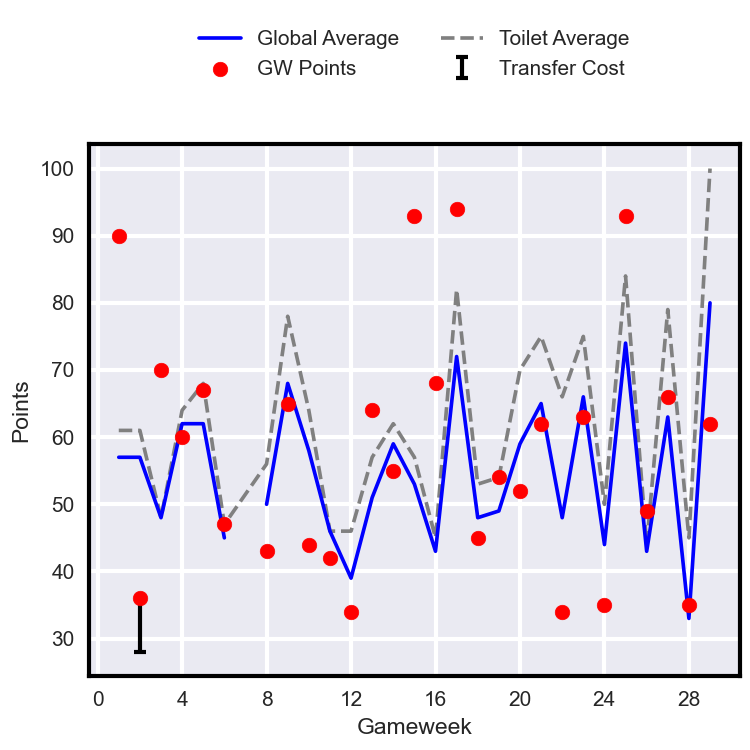 Global Average
Toilet Average
GW Points
Transfer Cost
100
90
80
70
60
50
40
30
Points
0 4 8 12 16 20 24 28
Gameweek